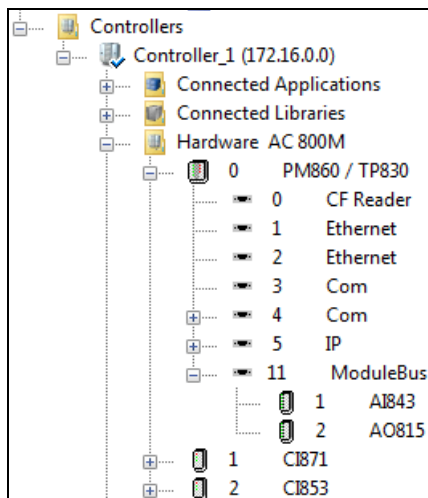 Controllers
Controller_1 (172.16.0.0)
Connected Applications
Connected Libraries
Hardware AC 800M
0 PM860 / TP830
0 CF Reader
1 Ethernet
2 Ethernet
3 Com
4 Com
5 IP
11 ModuleBus
1 AI843
2 AO815
1 CI871
2 CI853